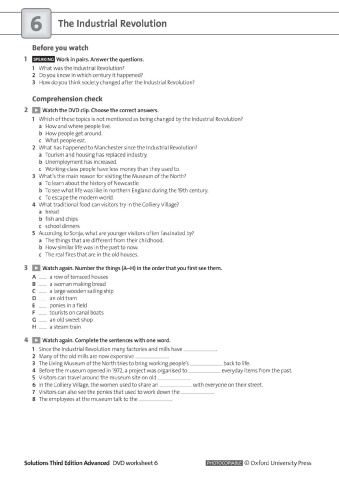 6 The Industrial Revolution
Before you watch
1 SPEAKING Work in pairs. Answer the questions.
1 What was the Industrial Revolution?
2 Do you know in which century it happened?
3 How do you think society changed after the Industrial Revolution?
Comprehension check
2 Watch the DVD clip. Choose the correct answers.
1 Which of these topics is not mentioned as being changed by the Industrial Revolution?
a How and where people live.
b How people get around.
c What people eat.
2 What has happened to Manchester since the Industrial Revolution?
a Tourism and housing has replaced industry.
b Unemployment has increased.
c Working-class people have less money than they used to.
3 What's the main reason for visiting the Museum of the North?
a To learn about the history of Newcastle.
b To see what life was like in northern England during the 19th century.
c To escape the modern world.
4 What traditional food can visitors try in the Colliery Village?
a bread
b fish and chips
c school dinners
5 According to Sonja, what are younger visitors often fascinated by?
a The things that are different from their childhood.
b How similar life was in the past to now.
c The real fires that are in the old houses.
3 Watch again. Number the things (A–H) in the order that you first see them.
A ..... a row of terraced houses
B ..... a woman making bread
C ..... a large wooden sailing ship
D ..... an old tram
E ..... ponies in a field
F ..... tourists on canal boats
G ..... an old sweet shop
H ..... a steam train
4 Watch again. Complete the sentences with one word.
1 Since the Industrial Revolution many factories and mills have ....................
2 Many of the old mills are now expensive ....................
3 The Living Museum of the North tries to bring working people's .................... back to life.
4 Before the museum opened in 1972, a project was organised to .................... everyday items from the past.
5 Visitors can travel around the museum site on old ....................
6 In the Colliery Village, the women used to share an .................... with everyone on their street.
7 Visitors can also see the ponies that used to work down the ....................
8 The employees at the museum talk to the ....................
Solutions Third Edition Advanced DVD worksheet 6 PHOTOCOPIABLE © Oxford University Press